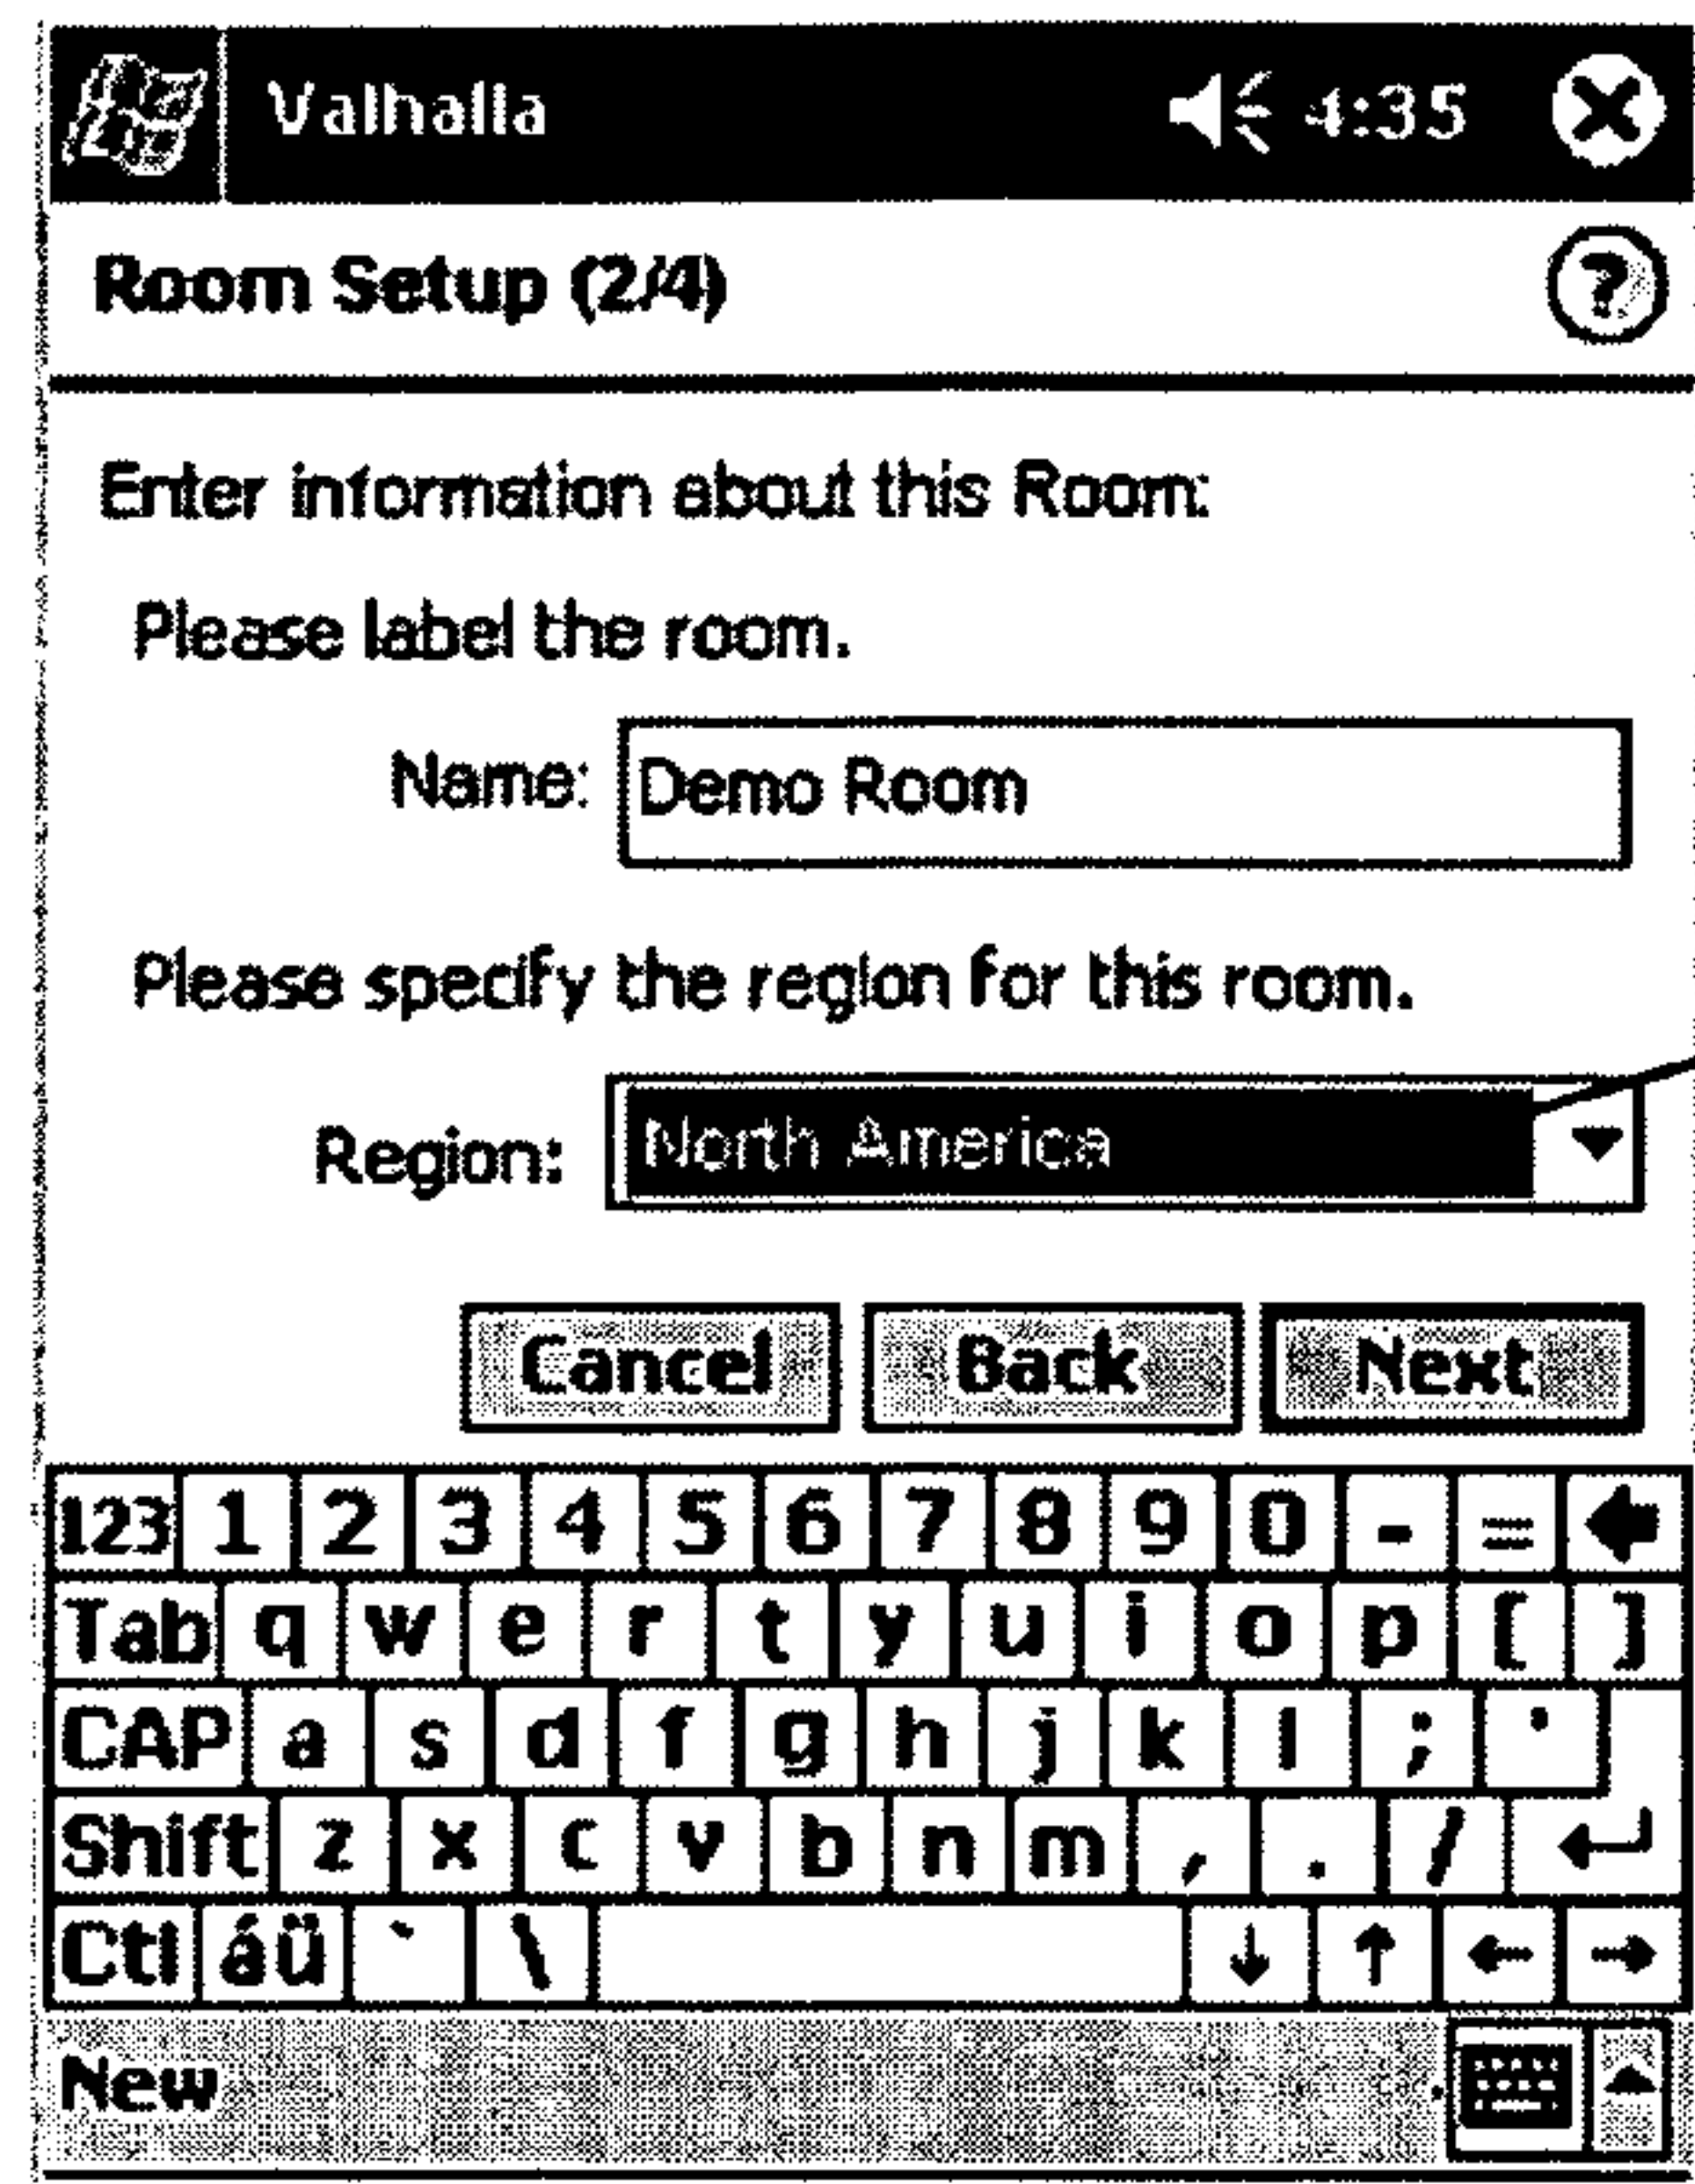 Valhalla 4:35
Room Setup (2/4) ?
Enter information about this Room:
Please label the room.
Name: Demo Room
Please specify the region for this room.
Region: North America
Cancel Back Next
123 1 2 3 4 5 6 7 8 9 0 - =
Tab q w e r t y u i o p [ ]
CAP a s d f g h j k l ; '
Shift z x c v b n m , . /
Ctl áü ` \ ↓ ↑ ← →
New